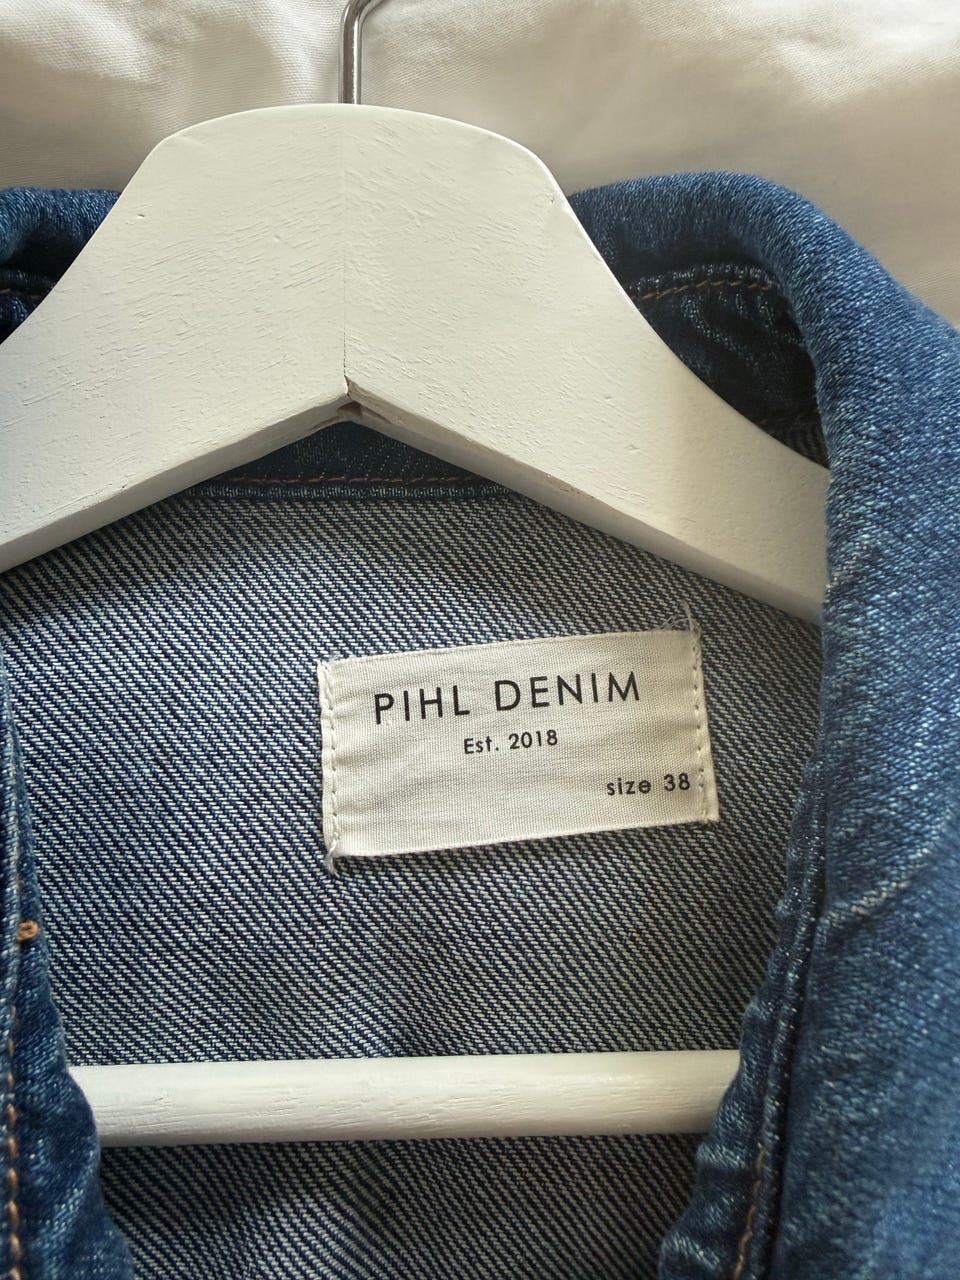 PIHL DENIM
Est. 2018
size 38